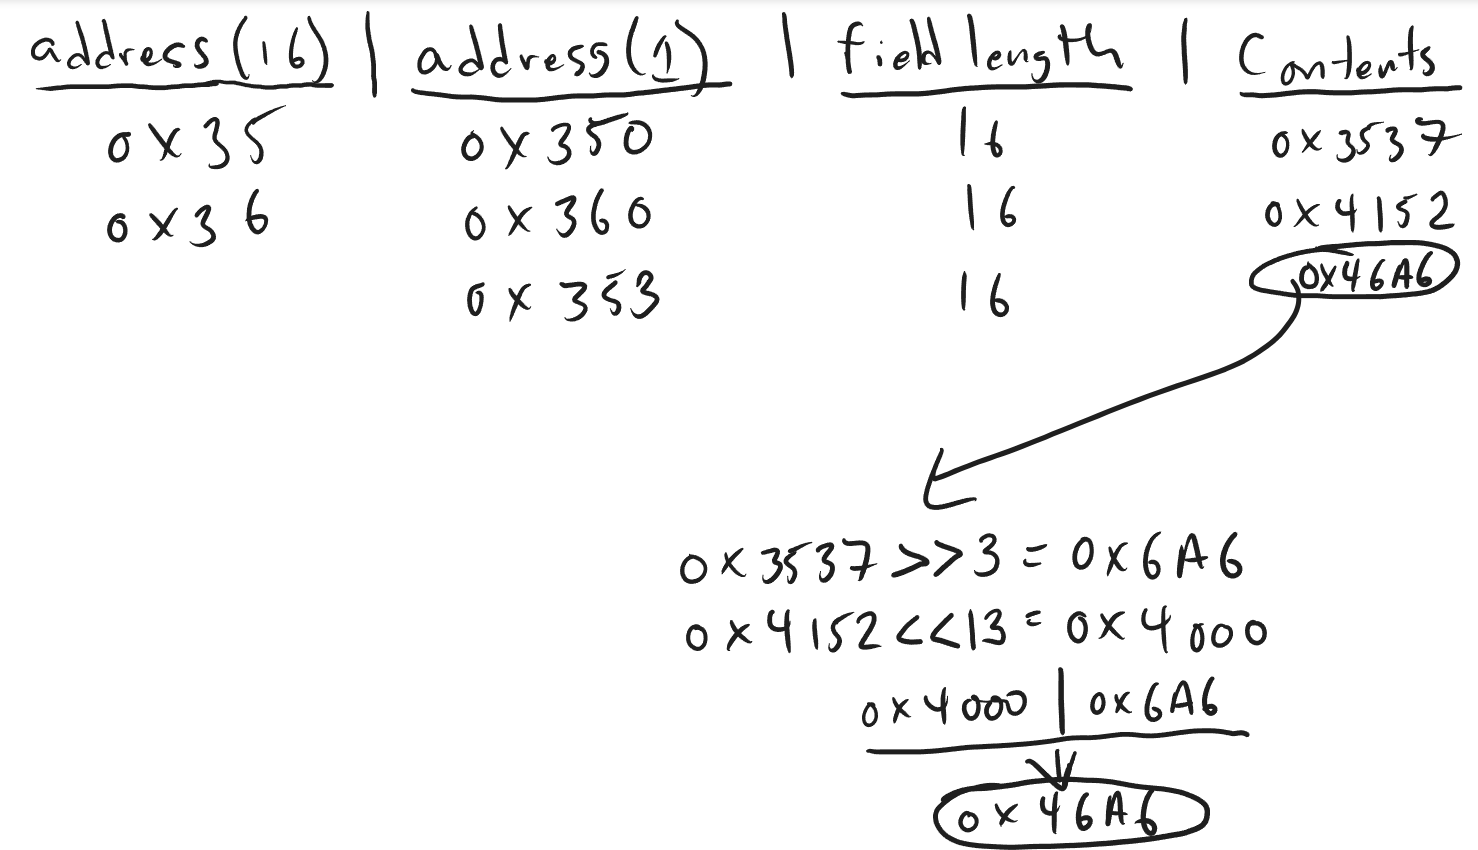 address(16) | address(1) | field length | Contents
0x35 0x350 16 0x3537
0x36 0x360 16 0x4152
0x353 16 0x46A6
0x3537 >> 3 = 0x6A6
0x4152 << 13 = 0x4000
0x4000 | 0x6A6
0x46A6